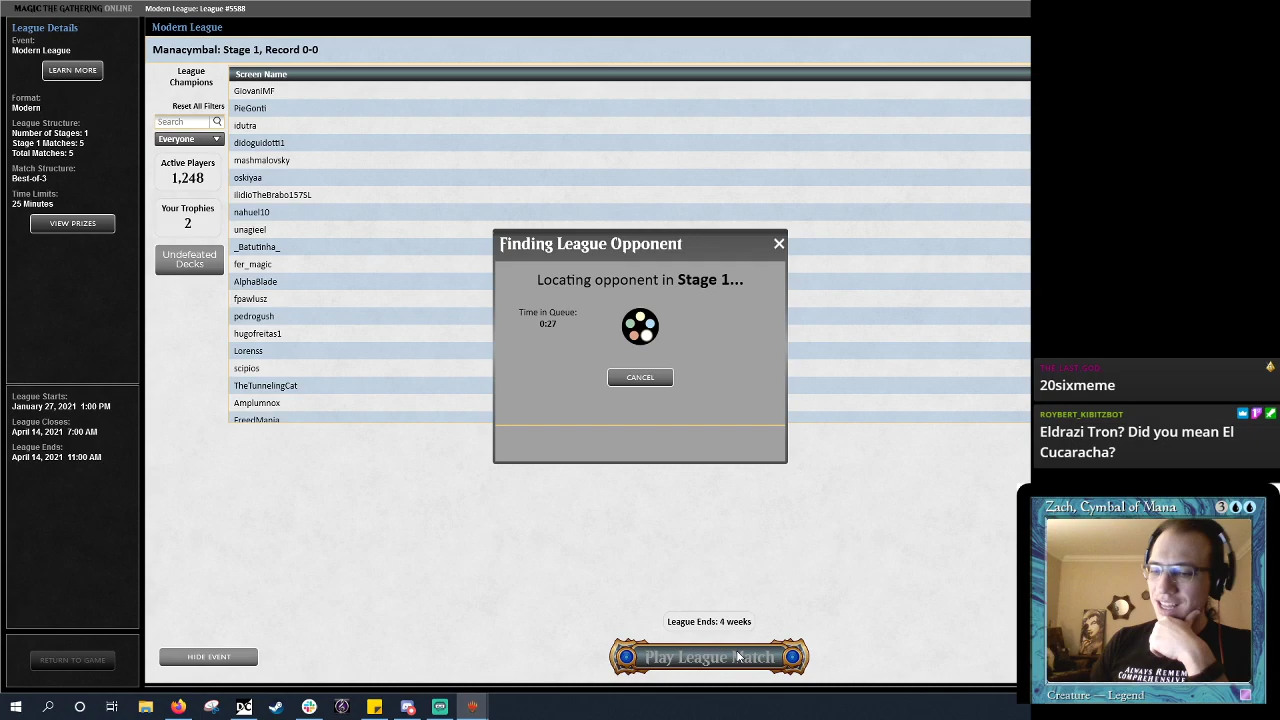 MAGIC THE GATHERING ONLINE
Modern League: League #5588
League Details
Event:
Modern League
LEARN MORE
Format:
Modern
League Structure:
Number of Stages: 1
Stage 1 Matches: 5
Total Matches: 5
Match Structure:
Best-of-3
Time Limits:
25 Minutes
VIEW PRIZES
League Starts:
January 27, 2021 1:00 PM
League Closes:
April 14, 2021 7:00 AM
League Ends:
April 14, 2021 11:00 AM
RETURN TO GAME
Modern League
Manacymbal: Stage 1, Record 0-0
League
Champions
Reset All Filters
Search
Everyone
Active Players
1,248
Your Trophies
2
Undefeated
Decks
Screen Name
GiovaniMF
PieGonti
idutra
didoguidotti1
mashmalovsky
oskiyaa
ilidioTheBrabo157SL
nahuel10
unagieel
_Batutinha_
fer_magic
AlphaBlade
fpawlusz
pedrogush
hugofreitas1
Lorenss
scipios
TheTunnelingCat
Amplumnox
FreedMania
Finding League Opponent
Locating opponent in Stage 1...
Time in Queue:
0:27
CANCEL
League Ends: 4 weeks
Play League Match
HIDE EVENT
THE LAST GOD
20sixmeme
ROYBERT_KIBITZBOT
Eldrazi Tron? Did you mean El
Cucaracha?
Zach, Cymbal of Mana
3
ALWAYS REMEM
COMPREHENSIVE
Creature — Legend